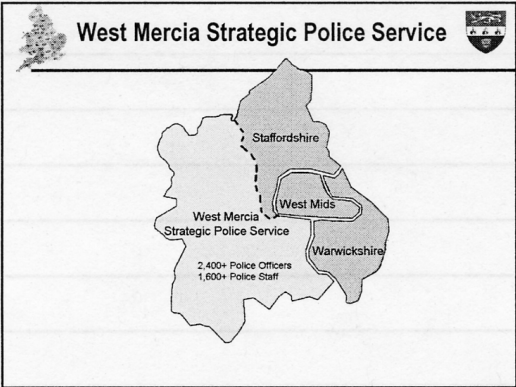 West Mercia Strategic Police Service
Staffordshire
West Mids
West Mercia
Strategic Police Service
Warwickshire
2,400+ Police Officers
1,600+ Police Staff